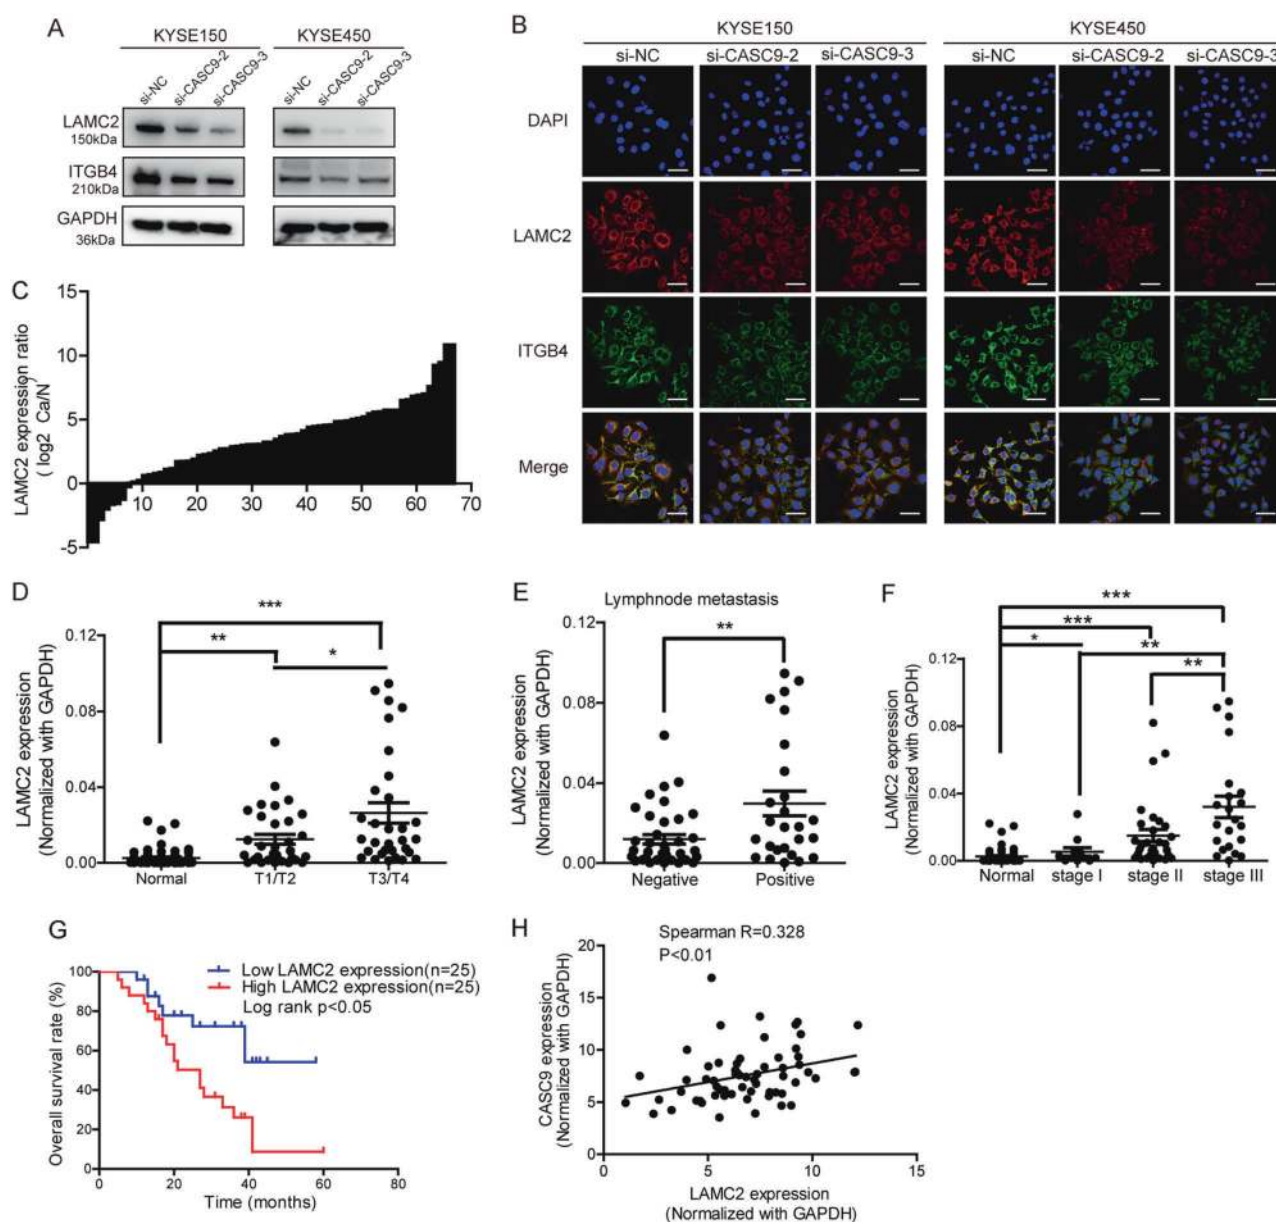 A
KYSE150
KYSE450
si-NC
si-CASC9-2
si-CASC9-3
si-NC
si-CASC9-2
si-CASC9-3
LAMC2
150kDa
ITGB4
210kDa
GAPDH
36kDa
B
KYSE150
KYSE450
si-NC
si-CASC9-2
si-CASC9-3
si-NC
si-CASC9-2
si-CASC9-3
DAPI
LAMC2
ITGB4
Merge
C
LAMC2 expression ratio
( log2 Ca/N)
15
10
5
0
-5
10
20
30
40
50
60
70
D
LAMC2 expression
(Normalized with GAPDH)
0.12
0.08
0.04
0.00
***
**
*
Normal
T1/T2
T3/T4
E
Lymphnode metastasis
LAMC2 expression
(Normalized with GAPDH)
0.12
0.08
0.04
0.00
**
Negative
Positive
F
LAMC2 expression
(Normalized with GAPDH)
0.12
0.08
0.04
0.00
***
***
*
**
**
Normal
stage I
stage II
stage III
G
Overall survival rate (%)
100
80
60
40
20
0
Low LAMC2 expression(n=25)
High LAMC2 expression(n=25)
Log rank p<0.05
0
20
40
60
80
Time (months)
H
Spearman R=0.328
P<0.01
CASC9 expression
(Normalized with GAPDH)
20
15
10
5
0
0
5
10
15
LAMC2 expression
(Normalized with GAPDH)